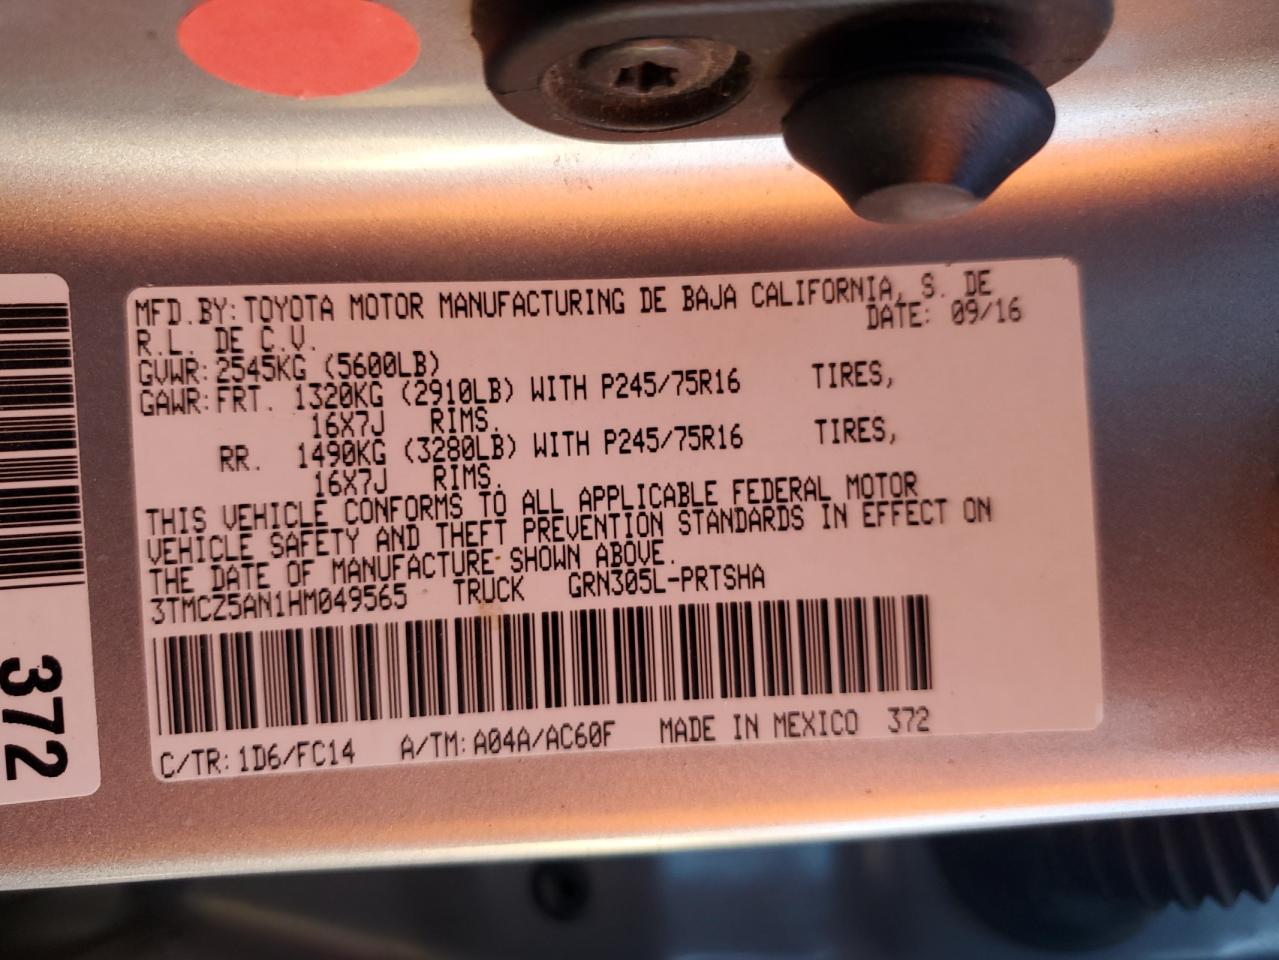 MFD.BY:TOYOTA MOTOR MANUFACTURING DE BAJA CALIFORNIA, S. DE
R.L. DE C.V. DATE: 09/16
GVWR:2545KG (5600LB)
GAWR:FRT. 1320KG (2910LB) WITH P245/75R16 TIRES,
16X7J RIMS.
RR. 1490KG (3280LB) WITH P245/75R16 TIRES,
16X7J RIMS.
THIS VEHICLE CONFORMS TO ALL APPLICABLE FEDERAL MOTOR
VEHICLE SAFETY AND THEFT PREVENTION STANDARDS IN EFFECT ON
THE DATE OF MANUFACTURE SHOWN ABOVE.
3TMCZ5AN1HM049565 TRUCK GRN305L-PRTSHA
C/TR:1D6/FC14 A/TM:A04A/AC60F MADE IN MEXICO 372
372